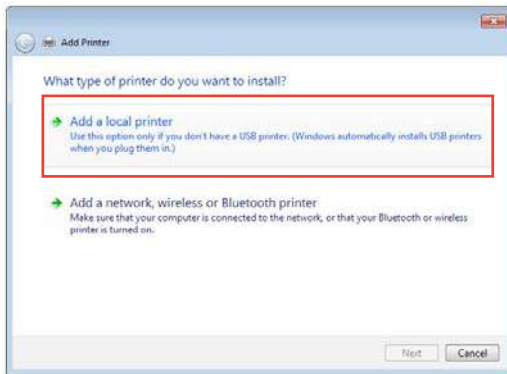 Add Printer
What type of printer do you want to install?
Add a local printer
Use this option only if you don't have a USB printer. (Windows automatically installs USB printers
when you plug them in.)
Add a network, wireless or Bluetooth printer
Make sure that your computer is connected to the network, or that your Bluetooth or wireless
printer is turned on.
Next Cancel